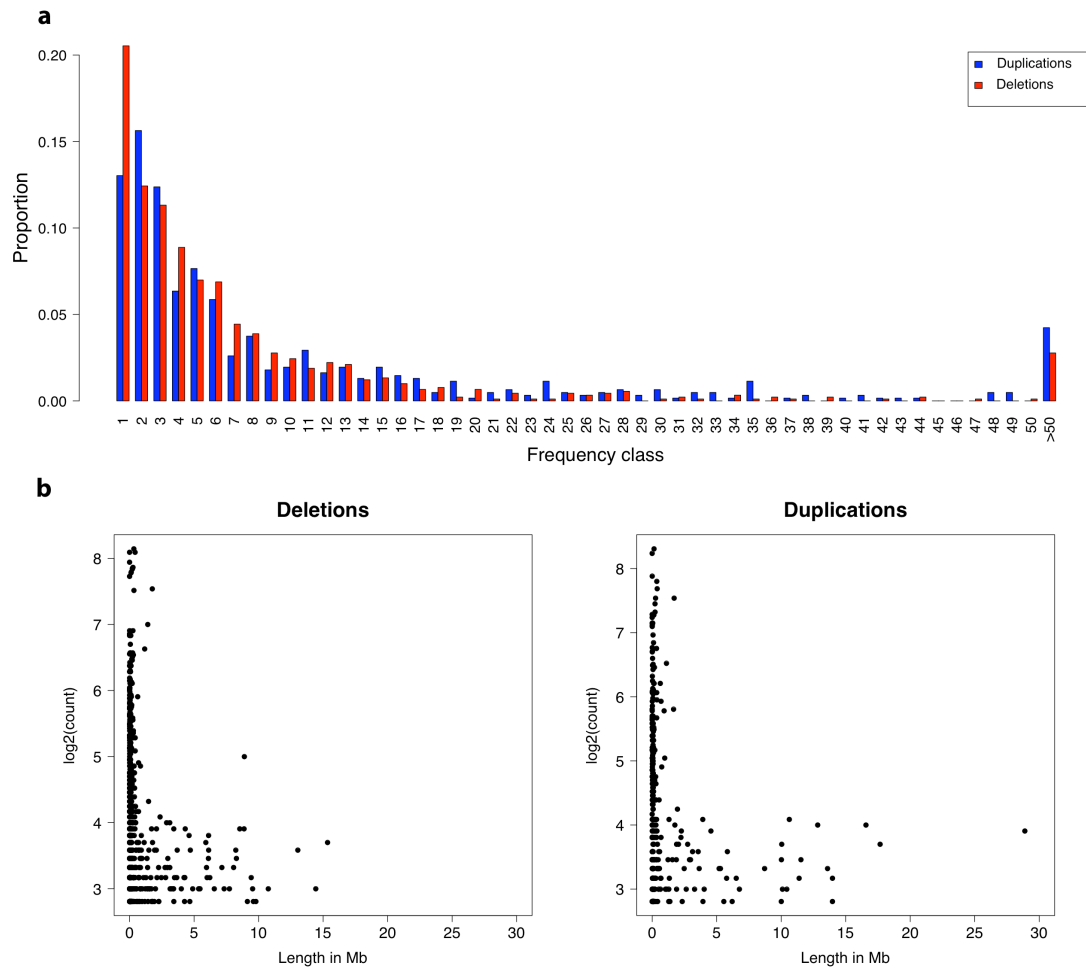 a
0.20
0.15
0.10
0.05
0.00
Proportion
Duplications
Deletions
1 2 3 4 5 6 7 8 9 10 11 12 13 14 15 16 17 18 19 20 21 22 23 24 25 26 27 28 29 30 31 32 33 34 35 36 37 38 39 40 41 42 43 44 45 46 47 48 49 50 >50
Frequency class
b
Deletions
8
7
6
5
4
3
log2(count)
0 5 10 15 20 25 30
Length in Mb
Duplications
8
7
6
5
4
3
log2(count)
0 5 10 15 20 25 30
Length in Mb